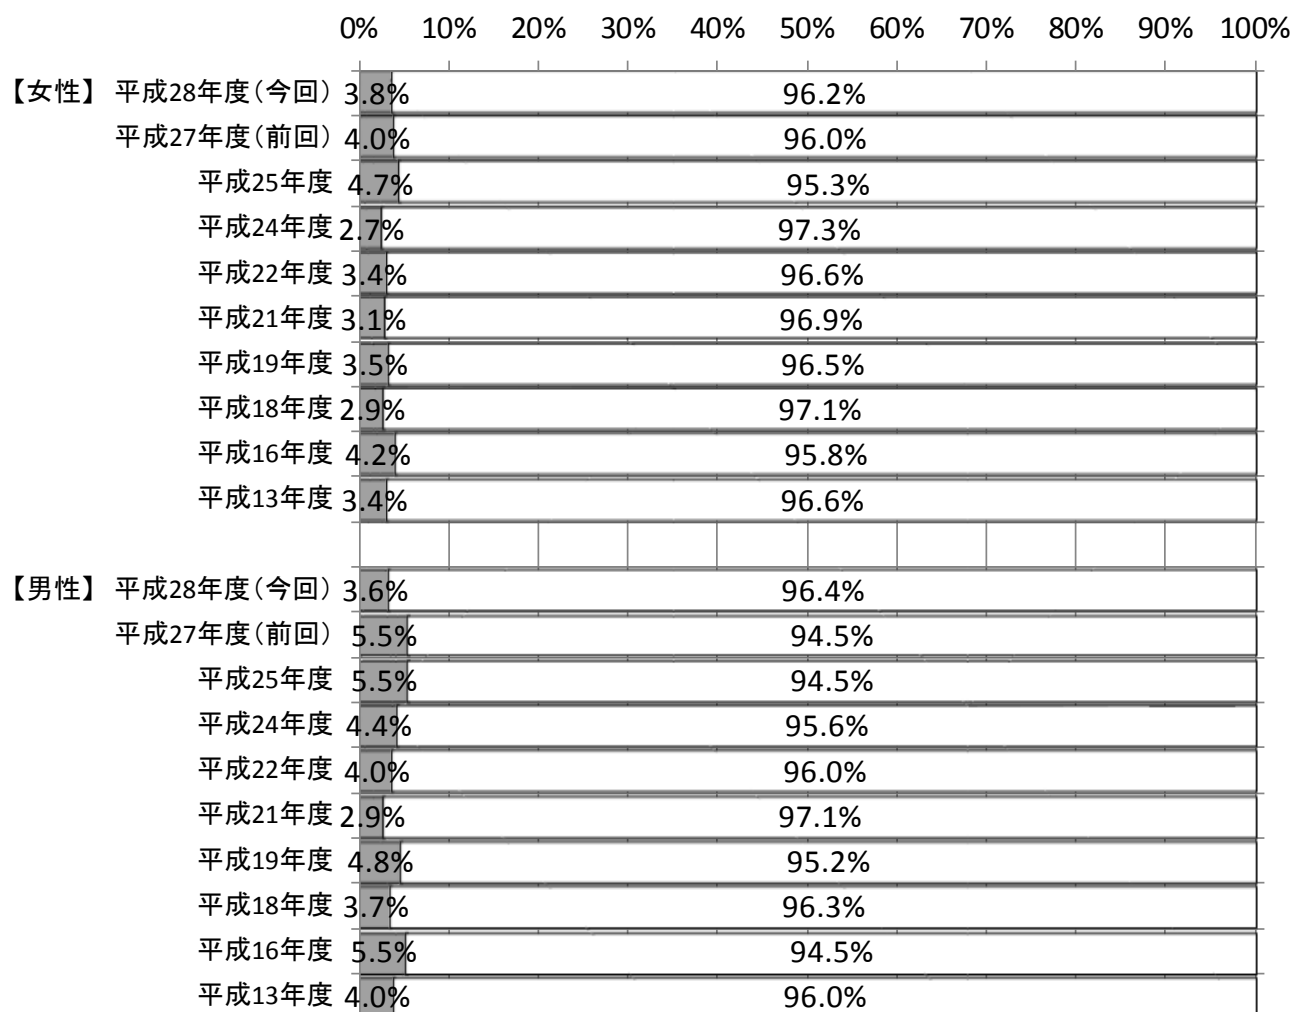 0% 10% 20% 30% 40% 50% 60% 70% 80% 90% 100%
【女性】 平成28年度（今回） 3.8% 96.2%
平成27年度（前回） 4.0% 96.0%
平成25年度 4.7% 95.3%
平成24年度 2.7% 97.3%
平成22年度 3.4% 96.6%
平成21年度 3.1% 96.9%
平成19年度 3.5% 96.5%
平成18年度 2.9% 97.1%
平成16年度 4.2% 95.8%
平成13年度 3.4% 96.6%
【男性】 平成28年度（今回） 3.6% 96.4%
平成27年度（前回） 5.5% 94.5%
平成25年度 5.5% 94.5%
平成24年度 4.4% 95.6%
平成22年度 4.0% 96.0%
平成21年度 2.9% 97.1%
平成19年度 4.8% 95.2%
平成18年度 3.7% 96.3%
平成16年度 5.5% 94.5%
平成13年度 4.0% 96.0%